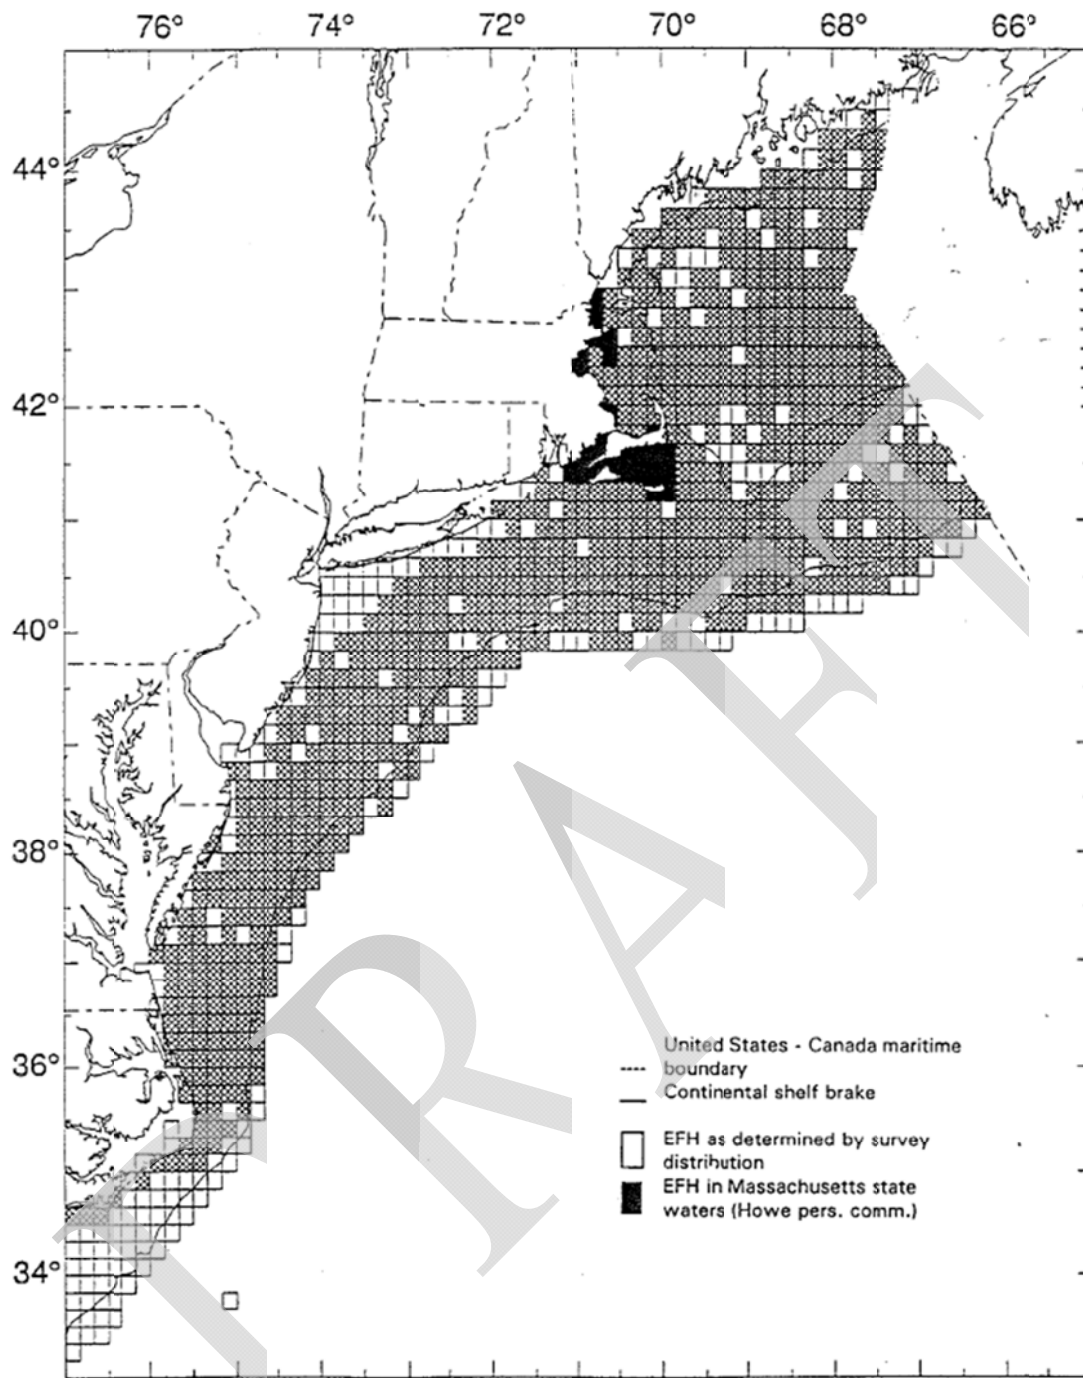 76° 74° 72° 70° 68° 66°
44°
42°
40°
38°
36°
34°
United States - Canada maritime
boundary
Continental shelf brake
EFH as determined by survey
distribution
EFH in Massachusetts state
waters (Howe pers. comm.)
DRAFT